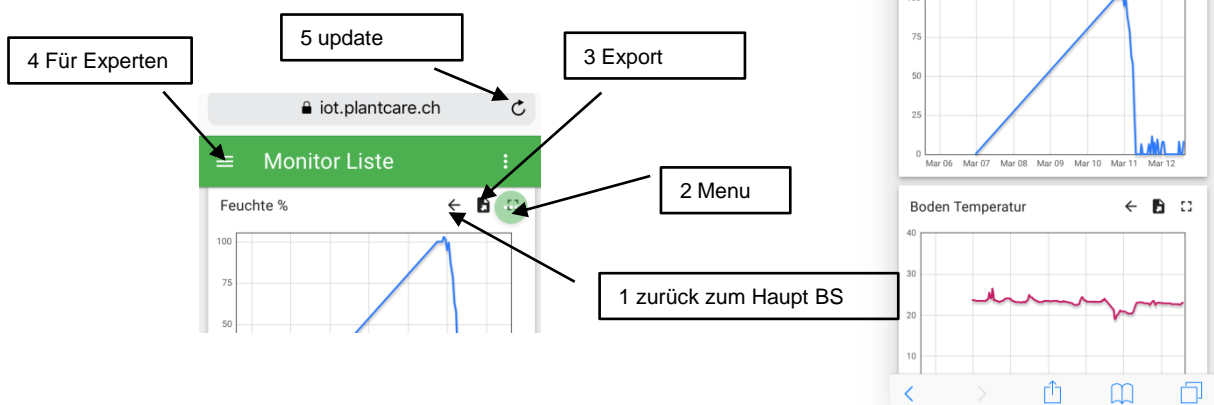 4 Für Experten
5 update
3 Export
iot.plantcare.ch
Monitor Liste
2 Menu
Feuchte %
100
75
50
1 zurück zum Haupt BS
100
75
50
25
0
Mar 06 Mar 07 Mar 08 Mar 09 Mar 10 Mar 11 Mar 12
Boden Temperatur
40
30
20
10